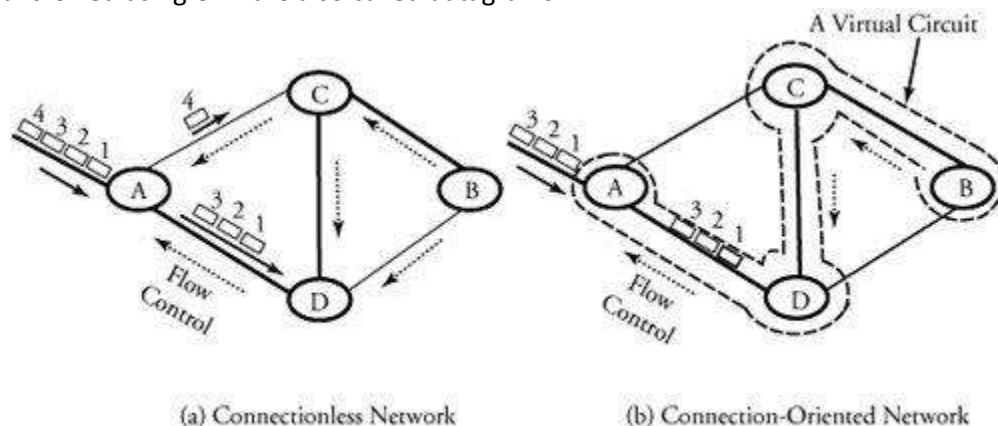 A Virtual Circuit
C
C
4
4 3 2 1
3 2 1
A
B
A
B
3 2 1
3 2 1
D
D
Flow
Control
Flow
Control
(a) Connectionless Network
(b) Connection-Oriented Network